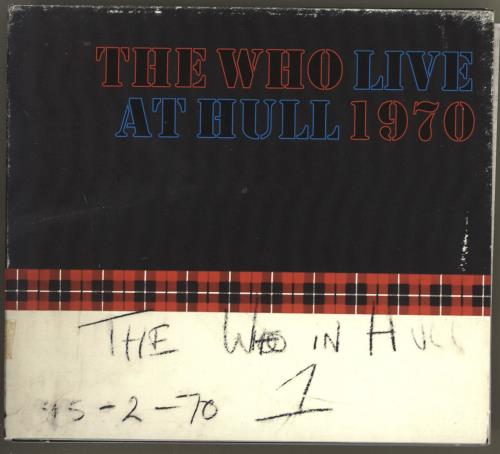 THE WHO LIVE
AT HULL 1970
THE WHO IN HULL
15-2-70 1